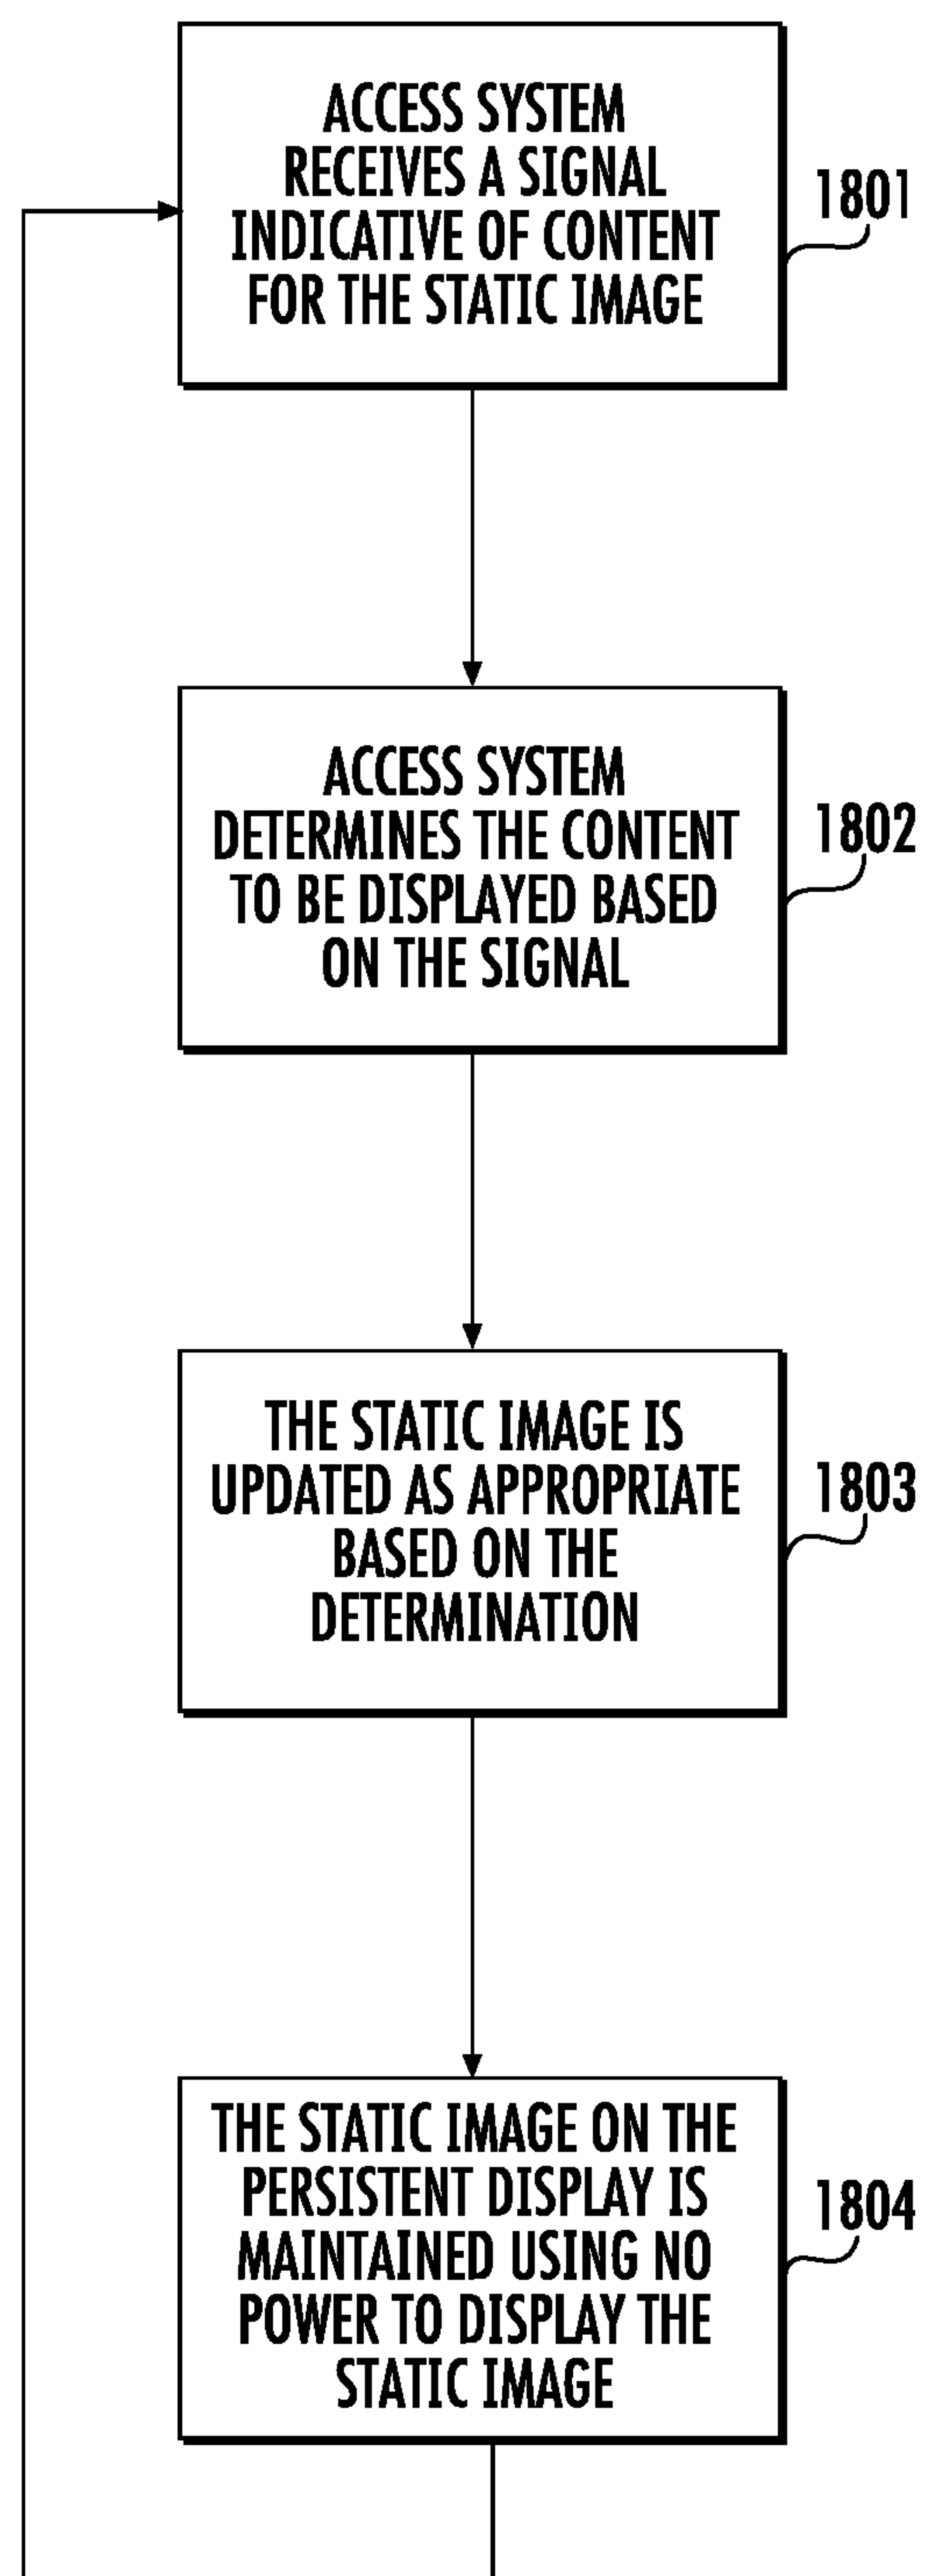 ACCESS SYSTEM
RECEIVES A SIGNAL
INDICATIVE OF CONTENT
FOR THE STATIC IMAGE
1801
ACCESS SYSTEM
DETERMINES THE CONTENT
TO BE DISPLAYED BASED
ON THE SIGNAL
1802
THE STATIC IMAGE IS
UPDATED AS APPROPRIATE
BASED ON THE
DETERMINATION
1803
THE STATIC IMAGE ON THE
PERSISTENT DISPLAY IS
MAINTAINED USING NO
POWER TO DISPLAY THE
STATIC IMAGE
1804